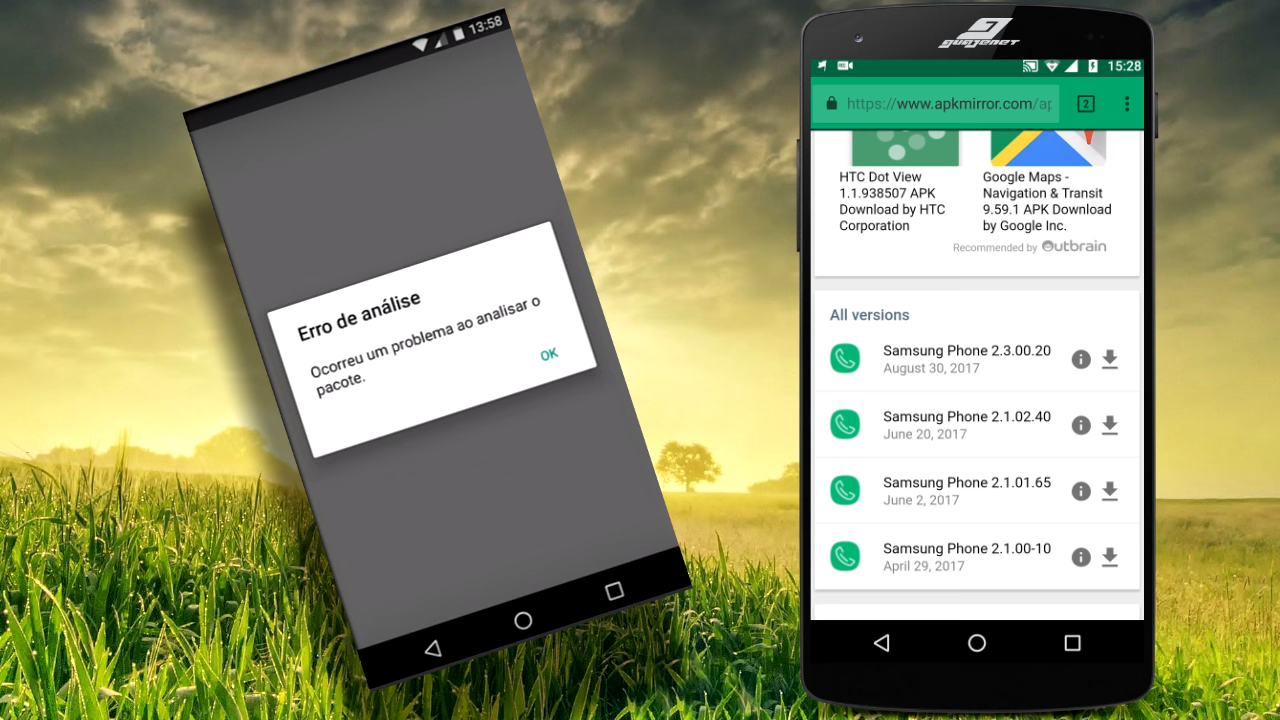 13:58
Erro de análise
Ocorreu um problema ao analisar o
pacote.
OK
GUOJENET
15:28
https://www.apkmirror.com/ap
2
HTC Dot View
1.1.938507 APK
Download by HTC
Corporation
Google Maps -
Navigation & Transit
9.59.1 APK Download
by Google Inc.
Recommended by Outbrain
All versions
Samsung Phone 2.3.00.20
August 30, 2017
Samsung Phone 2.1.02.40
June 20, 2017
Samsung Phone 2.1.01.65
June 2, 2017
Samsung Phone 2.1.00-10
April 29, 2017